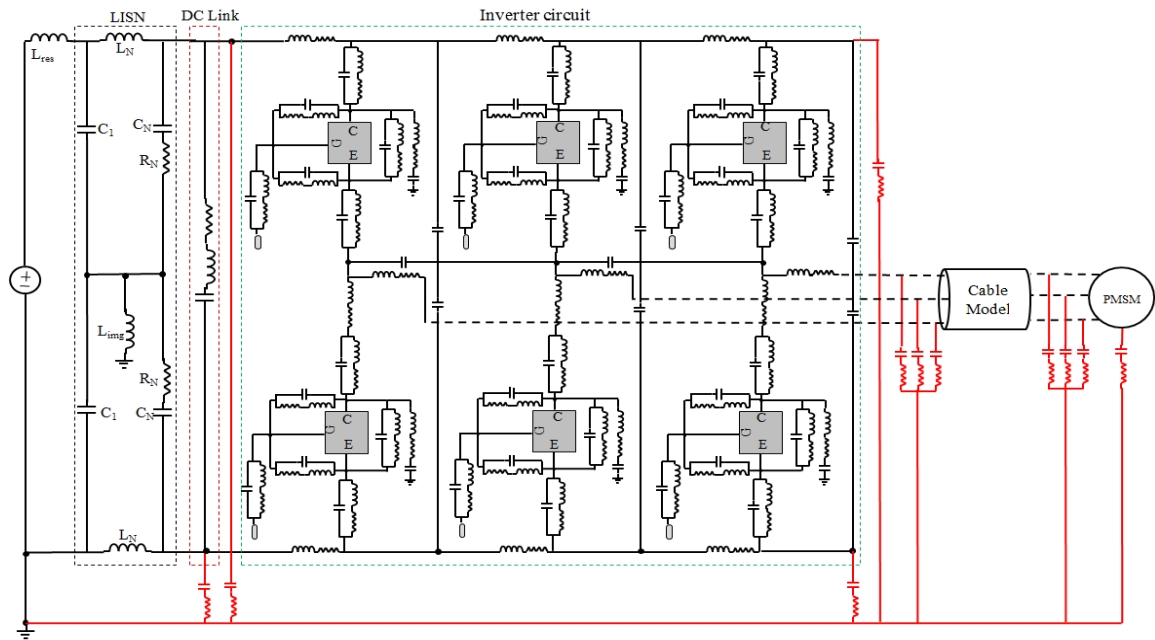 LISN
DC Link
Inverter circuit
L_res
L_N
C_1
C_N
R_N
C
G
E
C
G
E
C
G
E
Cable
Model
PMSM
L_img
R_N
C_1
C_N
C
G
E
C
G
E
C
G
E
L_N